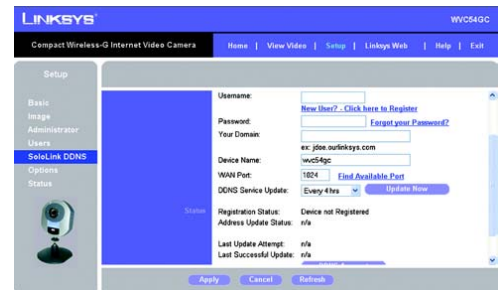 LINKSYS
WVC54GC
Compact Wireless-G Internet Video Camera
Home | View Video | Setup | Linksys Web | Help | Exit
Setup
Basic
Image
Administrator
Users
SoloLink DDNS
Options
Status
Username:
New User? - Click here to Register
Password:
Forgot your Password?
Your Domain:
ex: jdoe.ourlinksys.com
Device Name: wvc54gc
WAN Port: 1024 Find Available Port
DDNS Service Update: Every 4 hrs Update Now
Status
Registration Status: Device not Registered
Address Update Status: n/a
Last Update Attempt: n/a
Last Successful Update: n/a
Apply Cancel Refresh